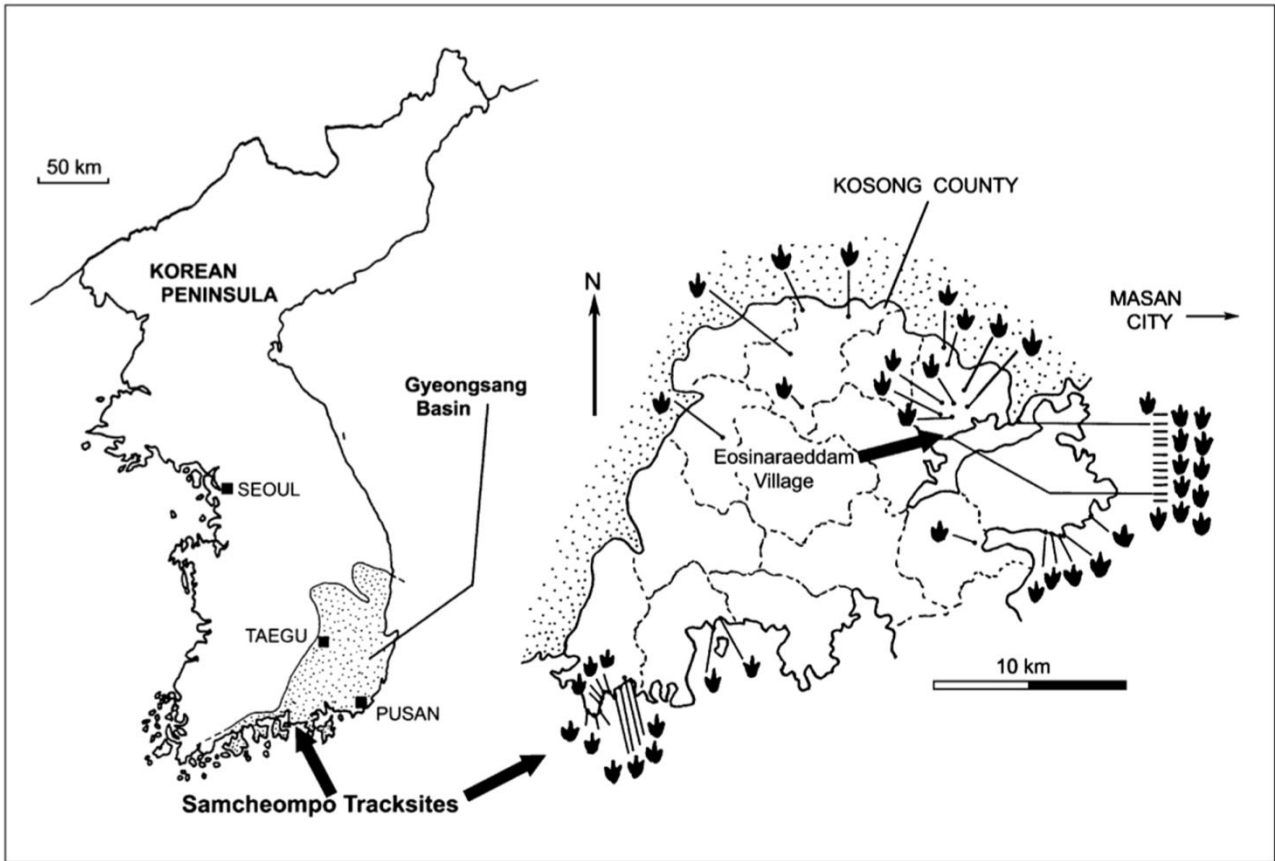 50 km
KOREAN
PENINSULA
Gyeongsang
Basin
SEOUL
TAEGU
PUSAN
Samcheompo Tracksites
N
KOSONG COUNTY
MASAN
CITY
Eosinaraeddam
Village
10 km